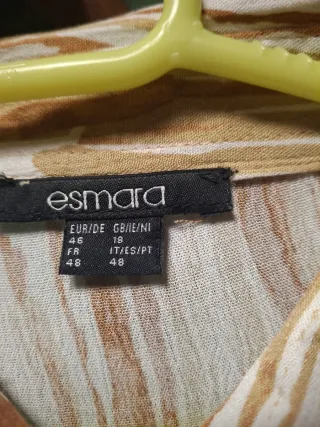 esmara
EUR/DE GB/IE/NI
46 18
FR IT/ES/PT
48 48